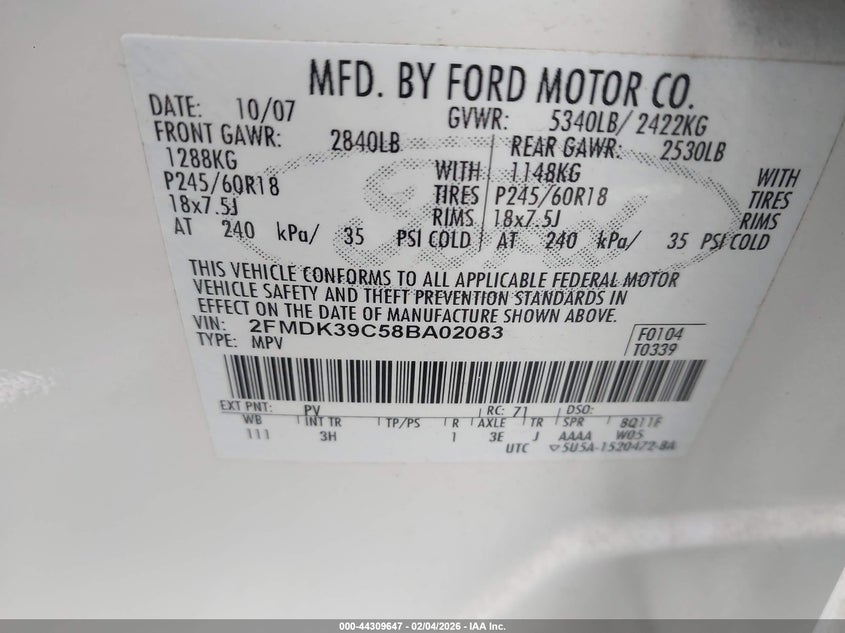 MFD. BY FORD MOTOR CO.
DATE: 10/07 GVWR: 5340LB/ 2422KG
FRONT GAWR: 2840LB REAR GAWR: 2530LB
1288KG WITH 1148KG WITH
P245/60R18 TIRES P245/60R18 TIRES
18x7.5J RIMS 18x7.5J RIMS
AT 240 kPa/ 35 PSI COLD AT 240 kPa/ 35 PSI COLD
THIS VEHICLE CONFORMS TO ALL APPLICABLE FEDERAL MOTOR
VEHICLE SAFETY AND THEFT PREVENTION STANDARDS IN
EFFECT ON THE DATE OF MANUFACTURE SHOWN ABOVE.
VIN: 2FMDK39C58BA02083 F0104
TYPE: MPV T0339
EXT PNT: PV RC: 71 DSO:
WB INT TR TP/PS R AXLE TR SPR 8Q11F
111 3H 1 3E J AAAA W05
UTC ▽5U5A-1520472-BA
000-44309647 - 02/04/2026 - IAA Inc.